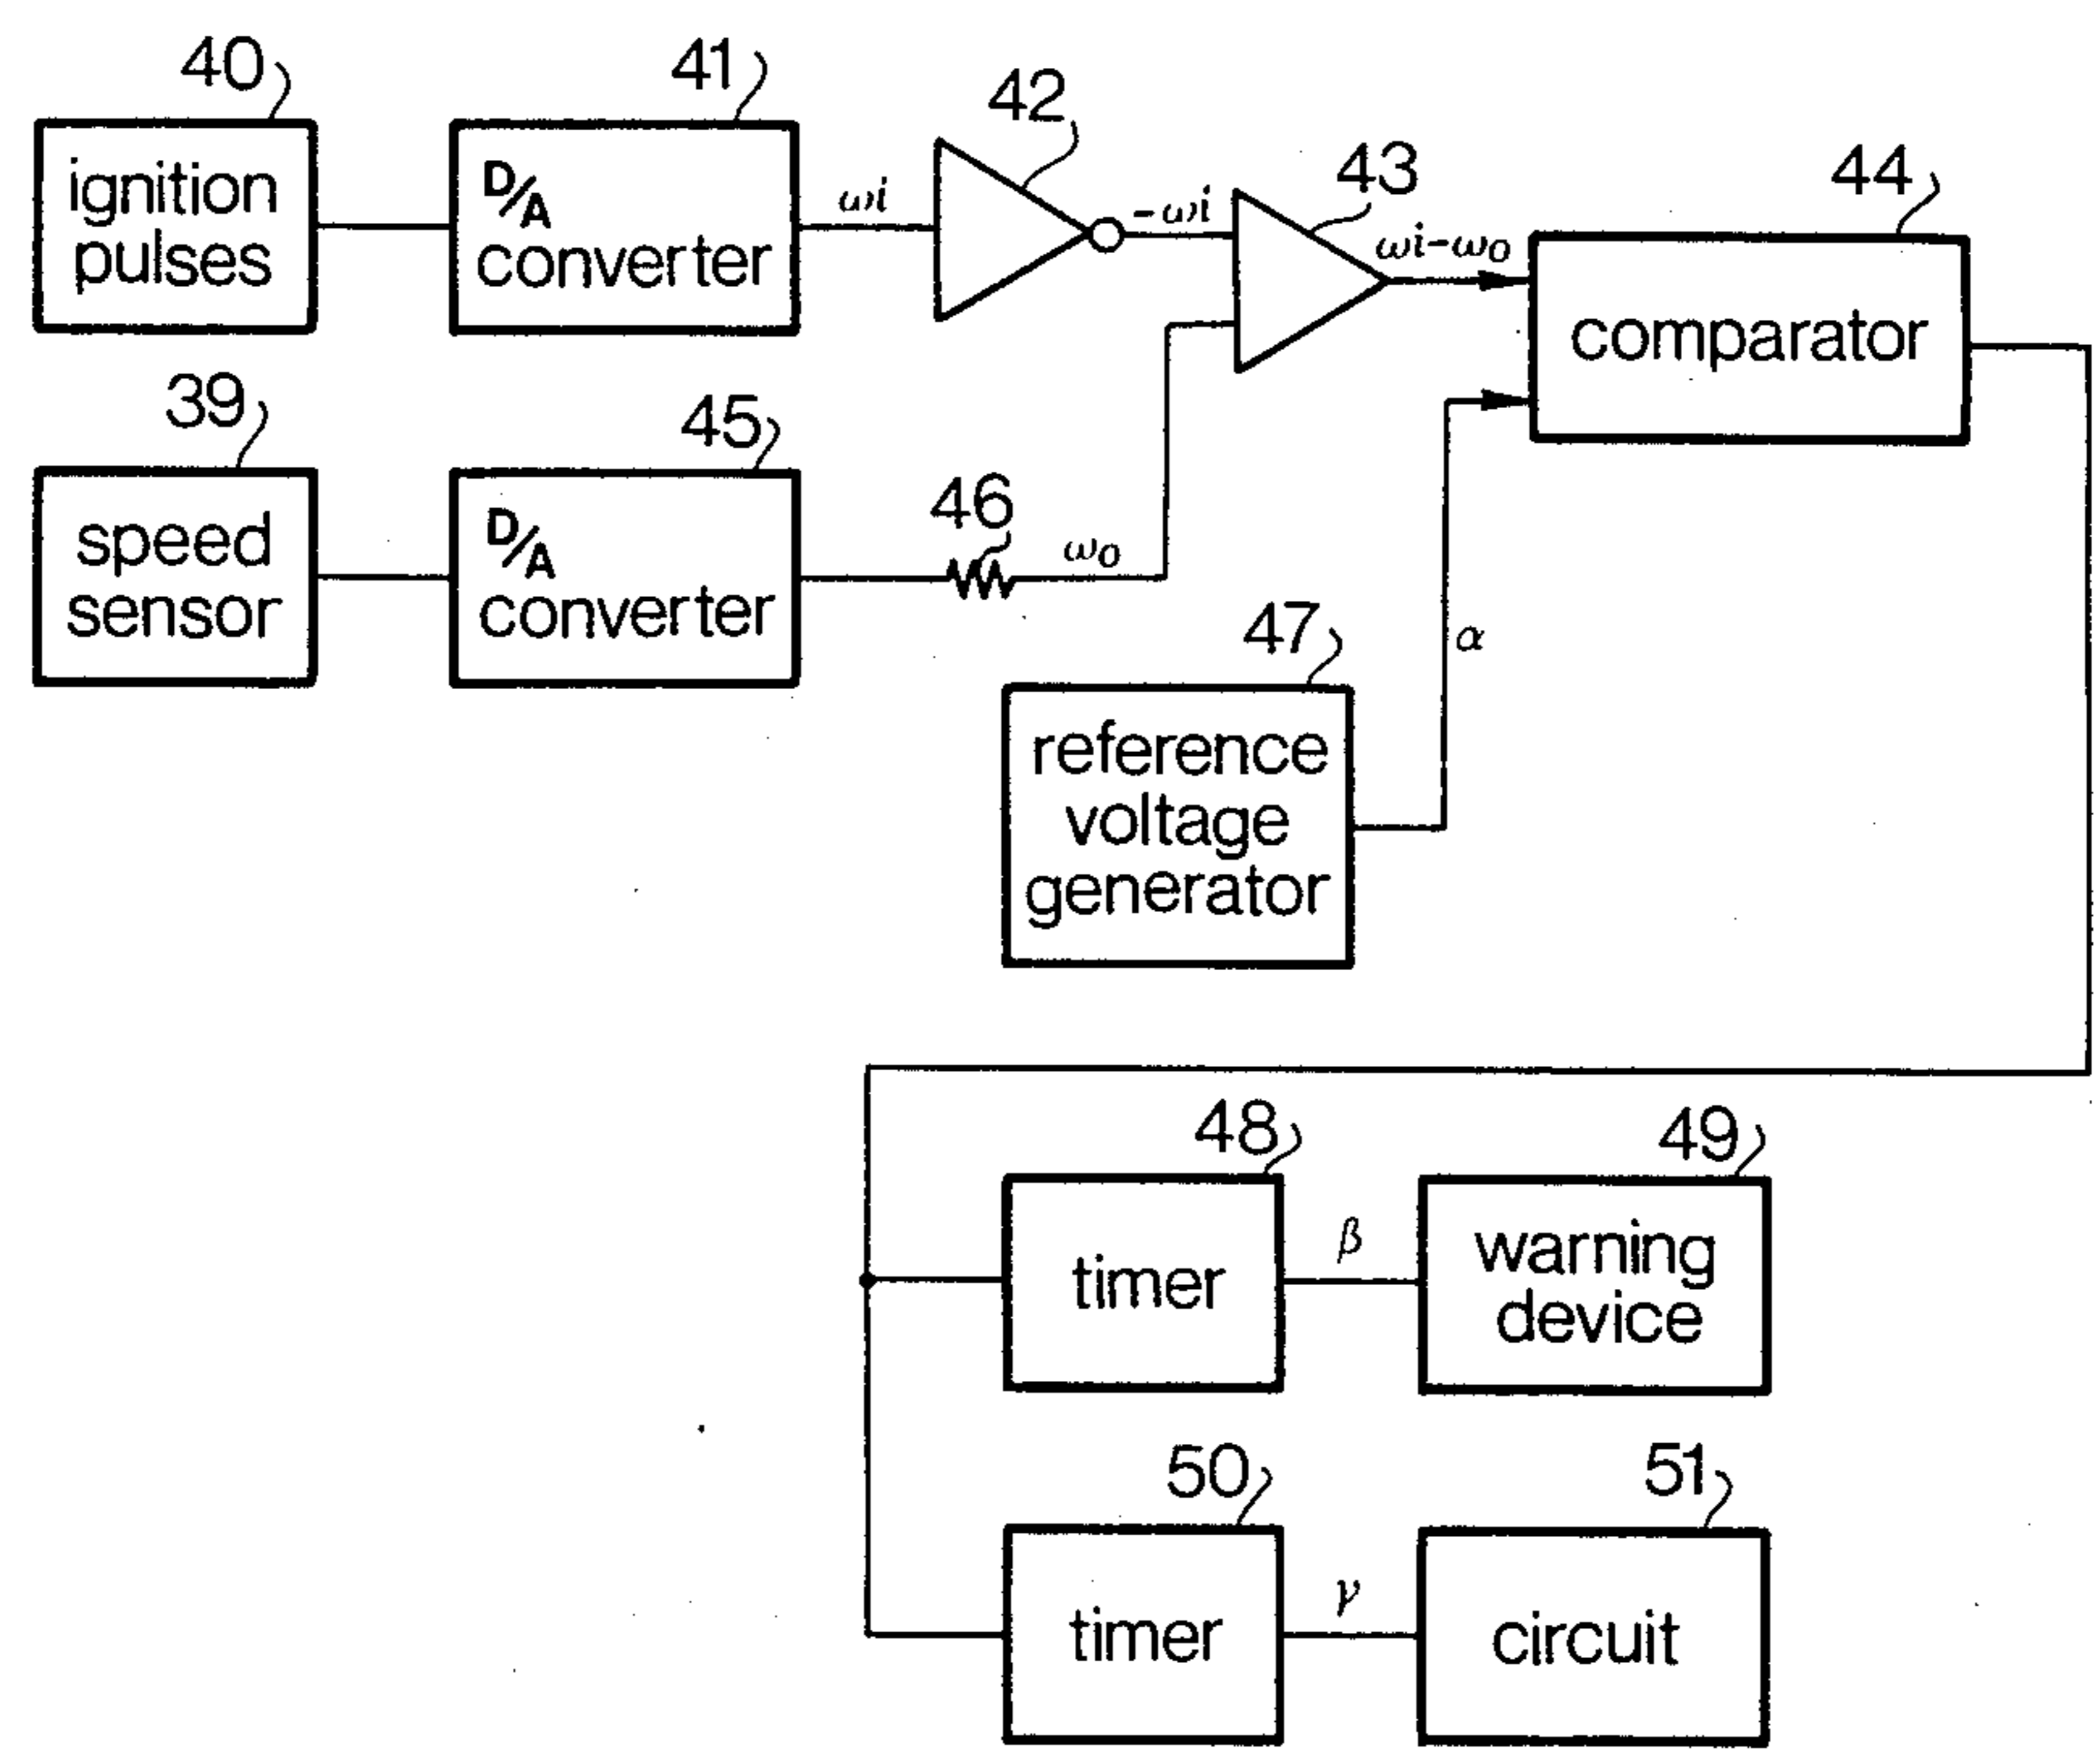 40
ignition
pulses
41
D/A
converter
ωi
42
-ωi
43
ωi-ωo
44
comparator
39
speed
sensor
45
D/A
converter
46
ωo
47
reference
voltage
generator
α
48
timer
β
49
warning
device
50
timer
γ
51
circuit